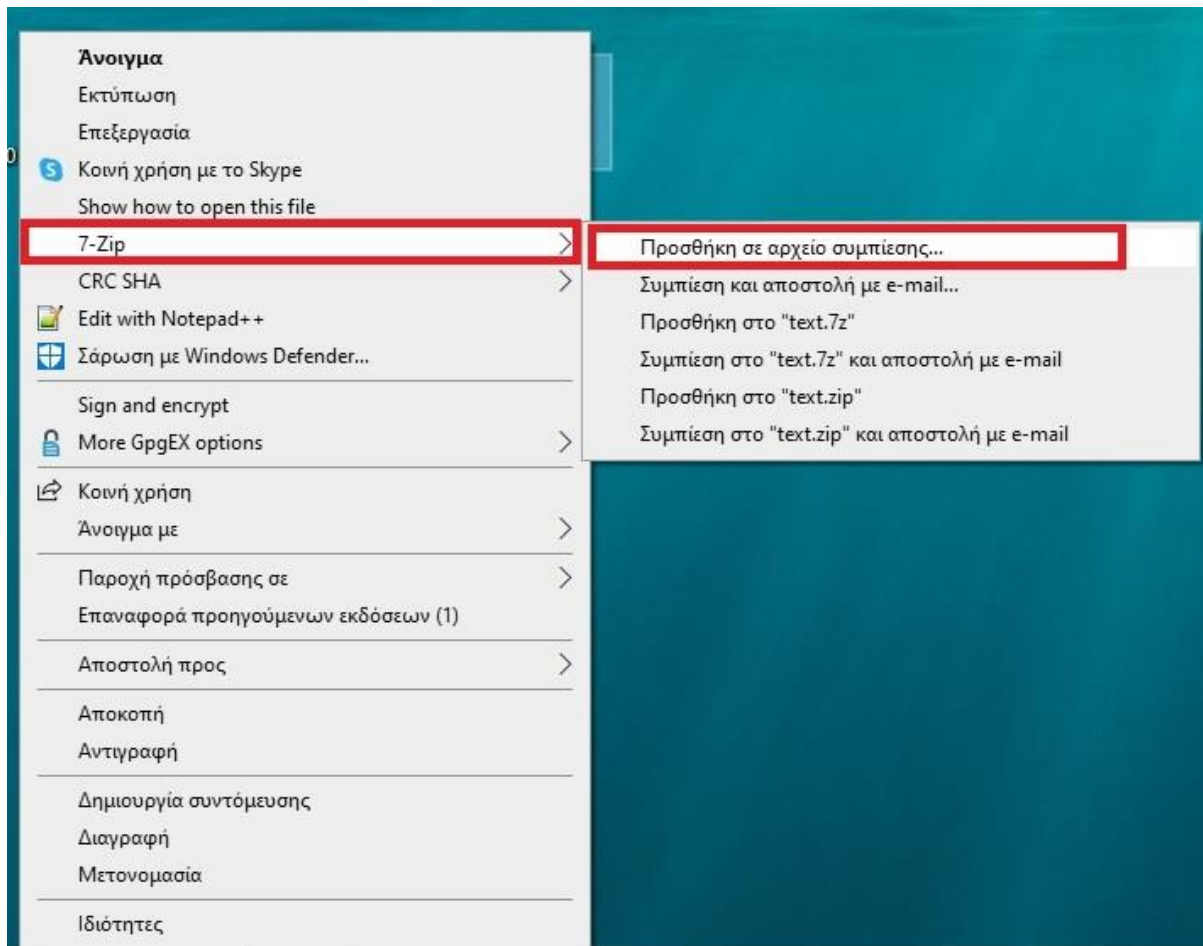 Άνοιγμα
Εκτύπωση
Επεξεργασία
0
Κοινή χρήση με το Skype
Show how to open this file
7-Zip
CRC SHA
Edit with Notepad++
Σάρωση με Windows Defender...
Sign and encrypt
More GpgEX options
Κοινή χρήση
Άνοιγμα με
Παροχή πρόσβασης σε
Επαναφορά προηγούμενων εκδόσεων (1)
Αποστολή προς
Αποκοπή
Αντιγραφή
Δημιουργία συντόμευσης
Διαγραφή
Μετονομασία
Ιδιότητες
Προσθήκη σε αρχείο συμπίεσης...
Συμπίεση και αποστολή με e-mail...
Προσθήκη στο "text.7z"
Συμπίεση στο "text.7z" και αποστολή με e-mail
Προσθήκη στο "text.zip"
Συμπίεση στο "text.zip" και αποστολή με e-mail